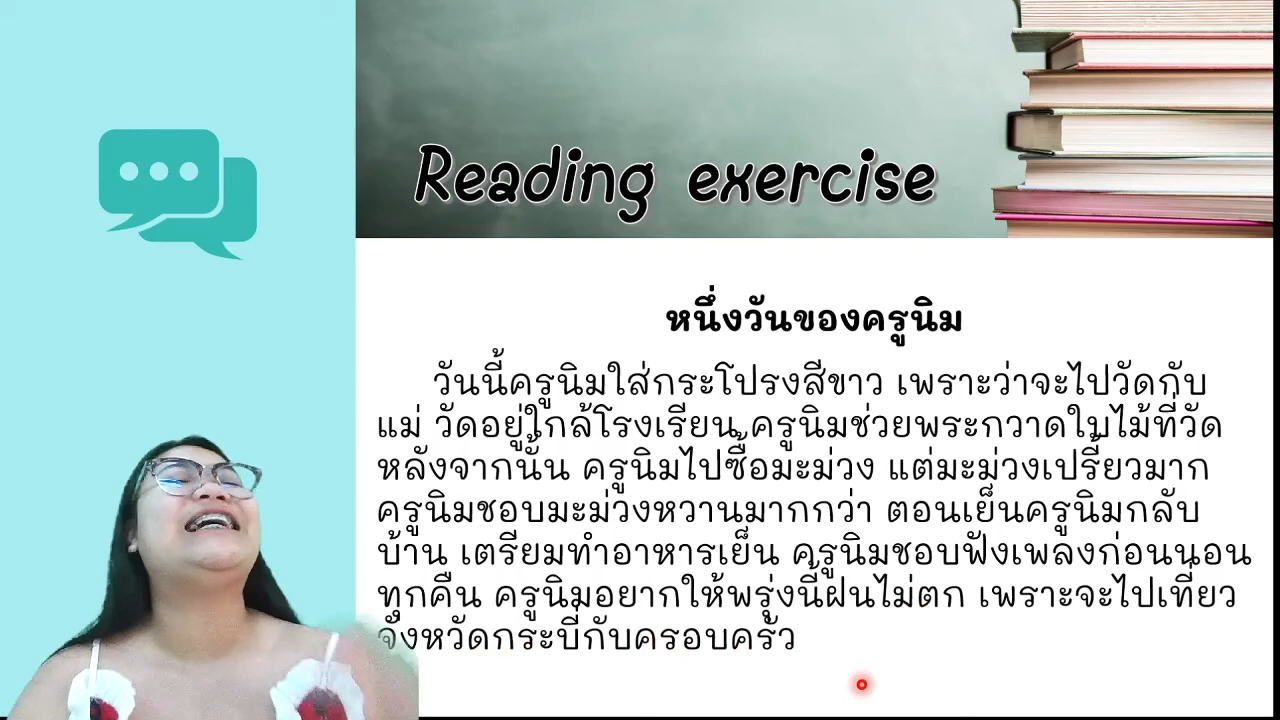 Reading exercise
หนึ่งวันของครูนิม
วันนี้ครูนิมใส่กระโปรงสีขาว เพราะว่าจะไปวัดกับ
แม่ วัดอยู่ใกล้โรงเรียน ครูนิมช่วยพระกวาดใบไม้ที่วัด
หลังจากนั้น ครูนิมไปซื้อมะม่วง แต่มะม่วงเปรี้ยวมาก
ครูนิมชอบมะม่วงหวานมากกว่า ตอนเย็นครูนิมกลับ
บ้าน เตรียมทำอาหารเย็น ครูนิมชอบฟังเพลงก่อนนอน
ทุกคืน ครูนิมอยากให้พรุ่งนี้ฝนไม่ตก เพราะจะไปเที่ยว
จังหวัดกระบี่กับครอบครัว